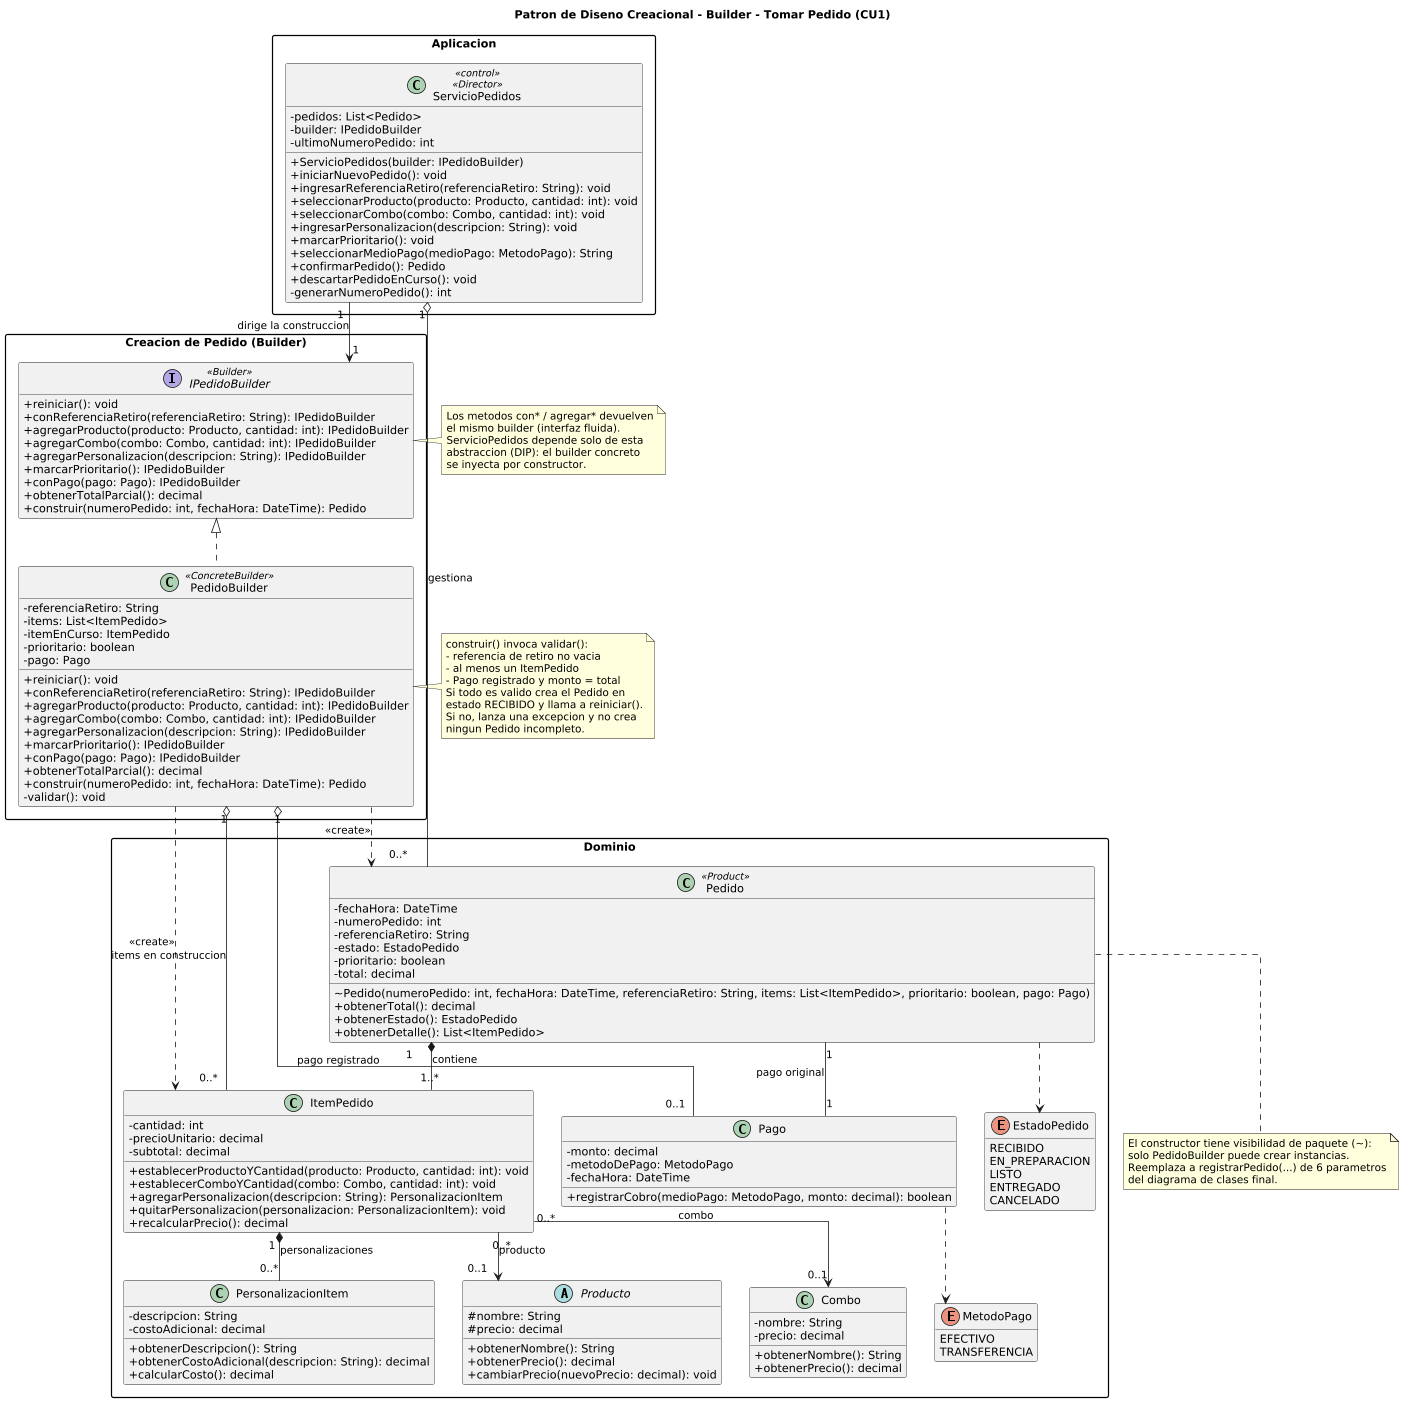 Patron de Diseno Creacional - Builder - Tomar Pedido (CU1)
Aplicacion
C
«control»
«Director»
ServicioPedidos
-pedidos: List<Pedido>
-builder: IPedidoBuilder
-ultimoNumeroPedido: int
+ServicioPedidos(builder: IPedidoBuilder)
+iniciarNuevoPedido(): void
+ingresarReferenciaRetiro(referenciaRetiro: String): void
+seleccionarProducto(producto: Producto, cantidad: int): void
+seleccionarCombo(combo: Combo, cantidad: int): void
+ingresarPersonalizacion(descripcion: String): void
+marcarPrioritario(): void
+seleccionarMedioPago(medioPago: MetodoPago): String
+confirmarPedido(): Pedido
+descartarPedidoEnCurso(): void
-generarNumeroPedido(): int
1
1
dirige la construccion
1
Creacion de Pedido (Builder)
I
«Builder»
IPedidoBuilder
+reiniciar(): void
+conReferenciaRetiro(referenciaRetiro: String): IPedidoBuilder
+agregarProducto(producto: Producto, cantidad: int): IPedidoBuilder
+agregarCombo(combo: Combo, cantidad: int): IPedidoBuilder
+agregarPersonalizacion(descripcion: String): IPedidoBuilder
+marcarPrioritario(): IPedidoBuilder
+conPago(pago: Pago): IPedidoBuilder
+obtenerTotalParcial(): decimal
+construir(numeroPedido: int, fechaHora: DateTime): Pedido
Los metodos con* / agregar* devuelven
el mismo builder (interfaz fluida).
ServicioPedidos depende solo de esta
abstraccion (DIP): el builder concreto
se inyecta por constructor.
gestiona
C
«ConcreteBuilder»
PedidoBuilder
-referenciaRetiro: String
-items: List<ItemPedido>
-itemEnCurso: ItemPedido
-prioritario: boolean
-pago: Pago
+reiniciar(): void
+conReferenciaRetiro(referenciaRetiro: String): IPedidoBuilder
+agregarProducto(producto: Producto, cantidad: int): IPedidoBuilder
+agregarCombo(combo: Combo, cantidad: int): IPedidoBuilder
+agregarPersonalizacion(descripcion: String): IPedidoBuilder
+marcarPrioritario(): IPedidoBuilder
+conPago(pago: Pago): IPedidoBuilder
+obtenerTotalParcial(): decimal
+construir(numeroPedido: int, fechaHora: DateTime): Pedido
-validar(): void
construir() invoca validar():
- referencia de retiro no vacia
- al menos un ItemPedido
- Pago registrado y monto = total
Si todo es valido crea el Pedido en
estado RECIBIDO y llama a reiniciar().
Si no, lanza una excepcion y no crea
ningun Pedido incompleto.
1
1
«create»
0..*
Dominio
C
«Product»
Pedido
-fechaHora: DateTime
-numeroPedido: int
-referenciaRetiro: String
-estado: EstadoPedido
-prioritario: boolean
-total: decimal
~Pedido(numeroPedido: int, fechaHora: DateTime, referenciaRetiro: String, items: List<ItemPedido>, prioritario: boolean, pago: Pago)
+obtenerTotal(): decimal
+obtenerEstado(): EstadoPedido
+obtenerDetalle(): List<ItemPedido>
«create»
items en construccion
1
contiene
1
pago registrado
pago original
0..*
1..*
0..1
1
C
ItemPedido
-cantidad: int
-precioUnitario: decimal
-subtotal: decimal
+establecerProductoYCantidad(producto: Producto, cantidad: int): void
+establecerComboYCantidad(combo: Combo, cantidad: int): void
+agregarPersonalizacion(descripcion: String): PersonalizacionItem
+quitarPersonalizacion(personalizacion: PersonalizacionItem): void
+recalcularPrecio(): decimal
C
Pago
-monto: decimal
-metodoDePago: MetodoPago
-fechaHora: DateTime
+registrarCobro(medioPago: MetodoPago, monto: decimal): boolean
E
EstadoPedido
RECIBIDO
EN_PREPARACION
LISTO
ENTREGADO
CANCELADO
El constructor tiene visibilidad de paquete (~):
solo PedidoBuilder puede crear instancias.
Reemplaza a registrarPedido(...) de 6 parametros
del diagrama de clases final.
0..*
combo
1
personalizaciones
0..*
0..*
producto
0..1
0..1
C
PersonalizacionItem
-descripcion: String
-costoAdicional: decimal
+obtenerDescripcion(): String
+obtenerCostoAdicional(descripcion: String): decimal
+calcularCosto(): decimal
A
Producto
#nombre: String
#precio: decimal
+obtenerNombre(): String
+obtenerPrecio(): decimal
+cambiarPrecio(nuevoPrecio: decimal): void
C
Combo
-nombre: String
-precio: decimal
+obtenerNombre(): String
+obtenerPrecio(): decimal
E
MetodoPago
EFECTIVO
TRANSFERENCIA